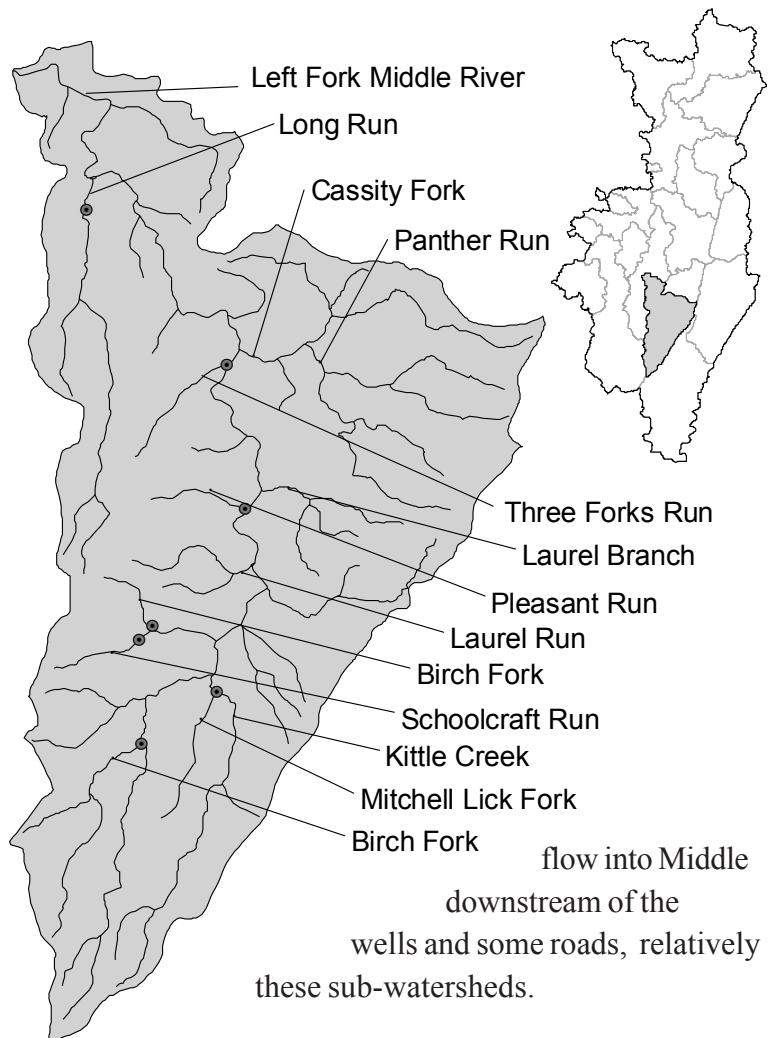 Left Fork Middle River
Long Run
Cassity Fork
Panther Run
Three Forks Run
Laurel Branch
Pleasant Run
Laurel Run
Birch Fork
Schoolcraft Run
Kittle Creek
Mitchell Lick Fork
Birch Fork
flow into Middle
downstream of the
wells and some roads, relatively
these sub-watersheds.